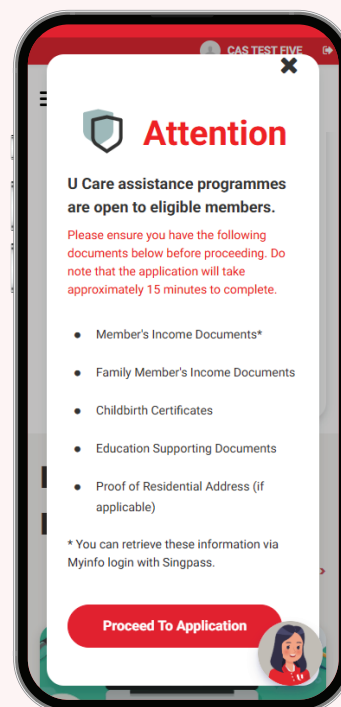 CAS TEST FIVE
Attention
U Care assistance programmes
are open to eligible members.
Please ensure you have the following
documents below before proceeding. Do
note that the application will take
approximately 15 minutes to complete.
Member's Income Documents*
Family Member's Income Documents
Childbirth Certificates
Education Supporting Documents
Proof of Residential Address (if
applicable)
* You can retrieve these information via
Myinfo login with Singpass.
Proceed To Application